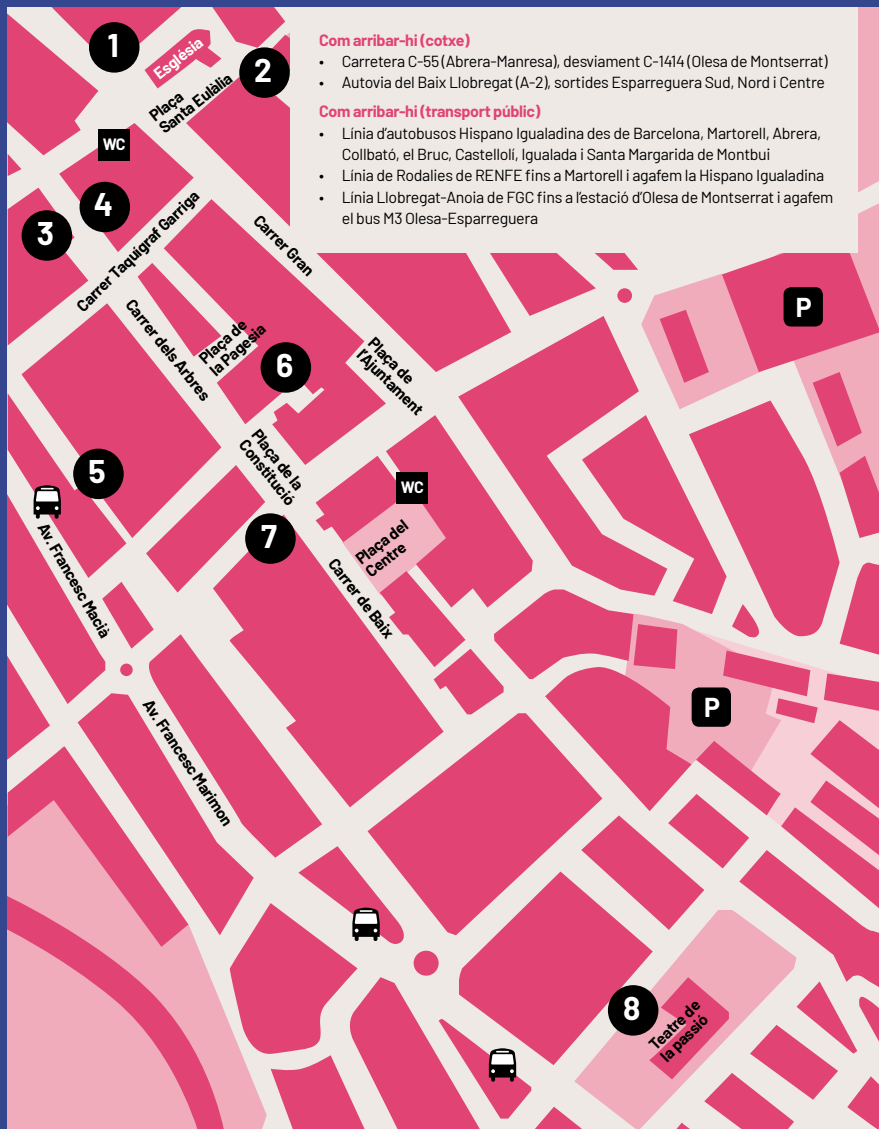 Com arribar-hi (cotxe)
• Carretera C-55 (Abrera-Manresa), desviament C-1414 (Olesa de Montserrat)
• Autovia del Baix Llobregat (A-2), sortides Esparreguera Sud, Nord i Centre
Com arribar-hi (transport públic)
• Línia d'autobusos Hispano Igualadina des de Barcelona, Martorell, Abrera,
Collbató, el Bruc, Castellolí, Igualada i Santa Margarida de Montbui
• Línia de Rodalies de RENFE fins a Martorell i agafem la Hispano Igualadina
• Línia Llobregat-Anoia de FGC fins a l'estació d'Olesa de Montserrat i agafem
el bus M3 Olesa-Esparreguera
1
Església
2
Plaça
Santa Eulàlia
WC
4
3
Carrer Taquígraf Garriga
Carrer Gran
P
Carrer dels Arbres
Plaça de
la Pagesia
6
Plaça de
l'Ajuntament
5
Plaça de la
Constitució
WC
7
Plaça del
Centre
Av. Francesc Macià
Carrer de Baix
P
Av. Francesc Marimon
8
Teatre de
la passió